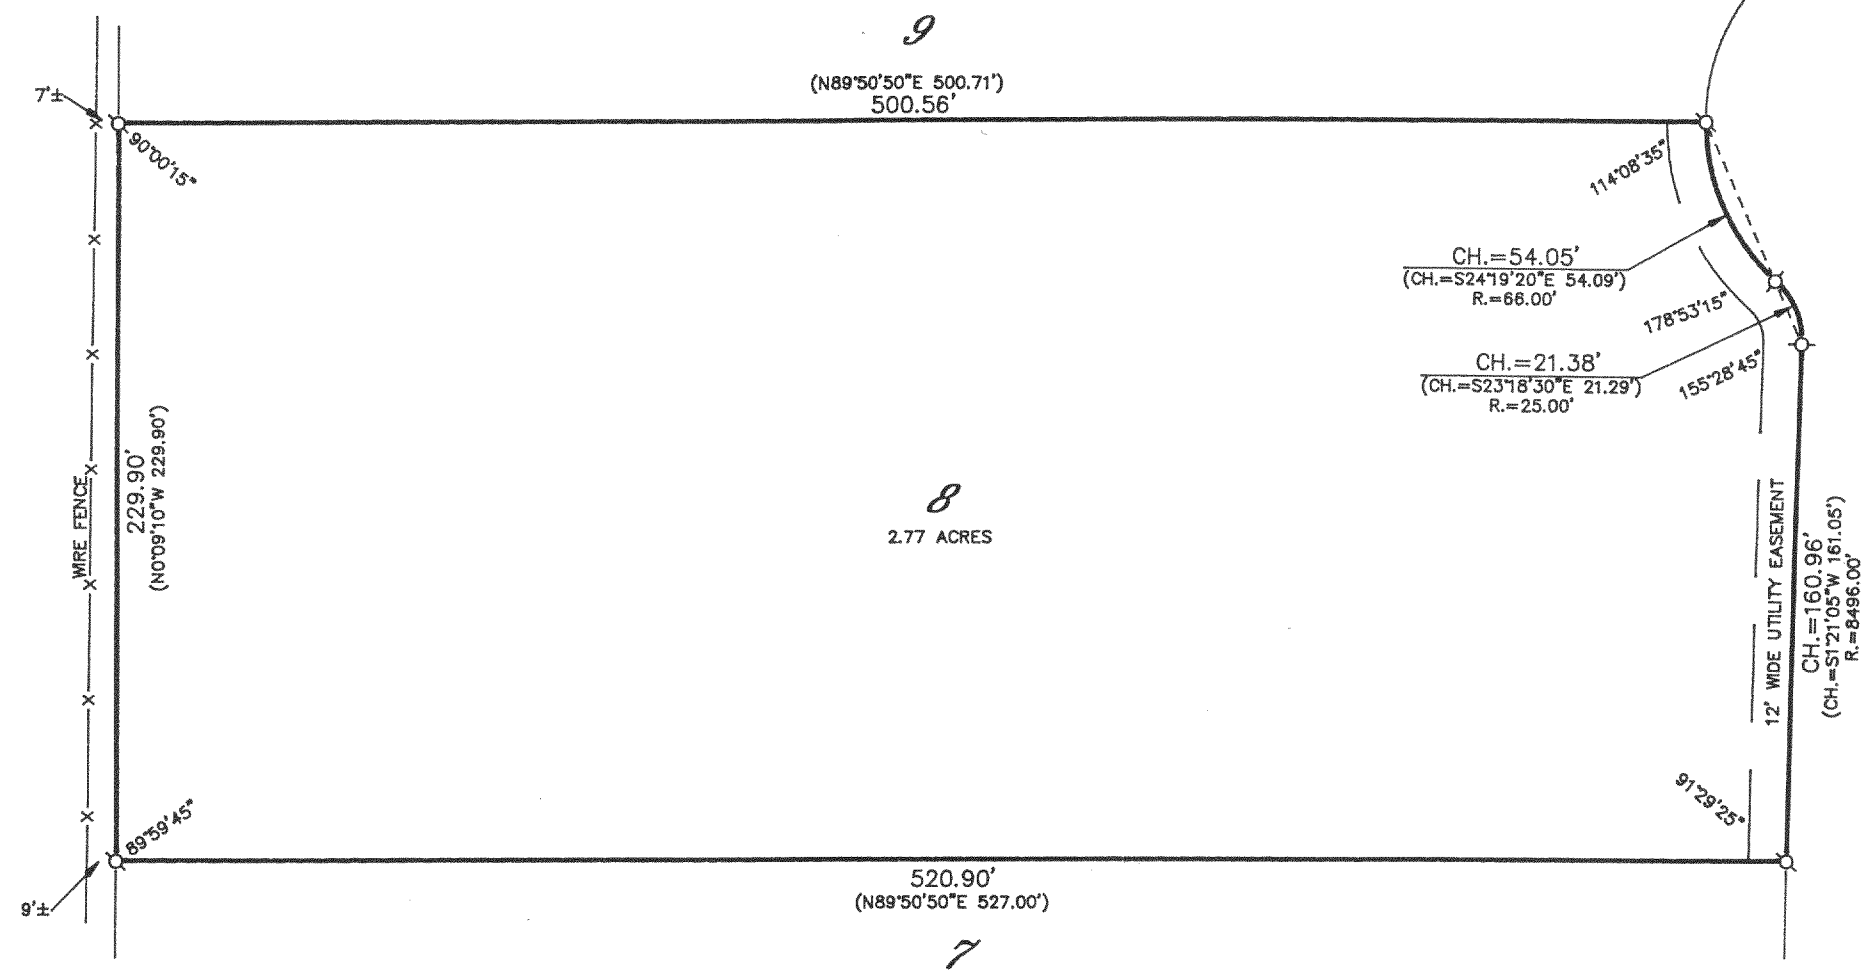 9
(N89°50'50"E 500.71')
500.56'
7'±
90°00'15"
114°08'35"
CH.=54.05'
(CH.=S24°19'20"E 54.09')
R.=66.00'
178°53'15"
CH.=21.38'
(CH.=S23°18'30"E 21.29')
R.=25.00'
155°28'45"
WIRE FENCE
229.90'
(N0°09'10"W 229.90')
8
2.77 ACRES
12' WIDE UTILITY EASEMENT
CH.=160.96'
(CH.=S1°21'05"W 161.05')
R.=8496.00'
91°29'25"
89°59'45"
9'±
520.90'
(N89°50'50"E 527.00')
7